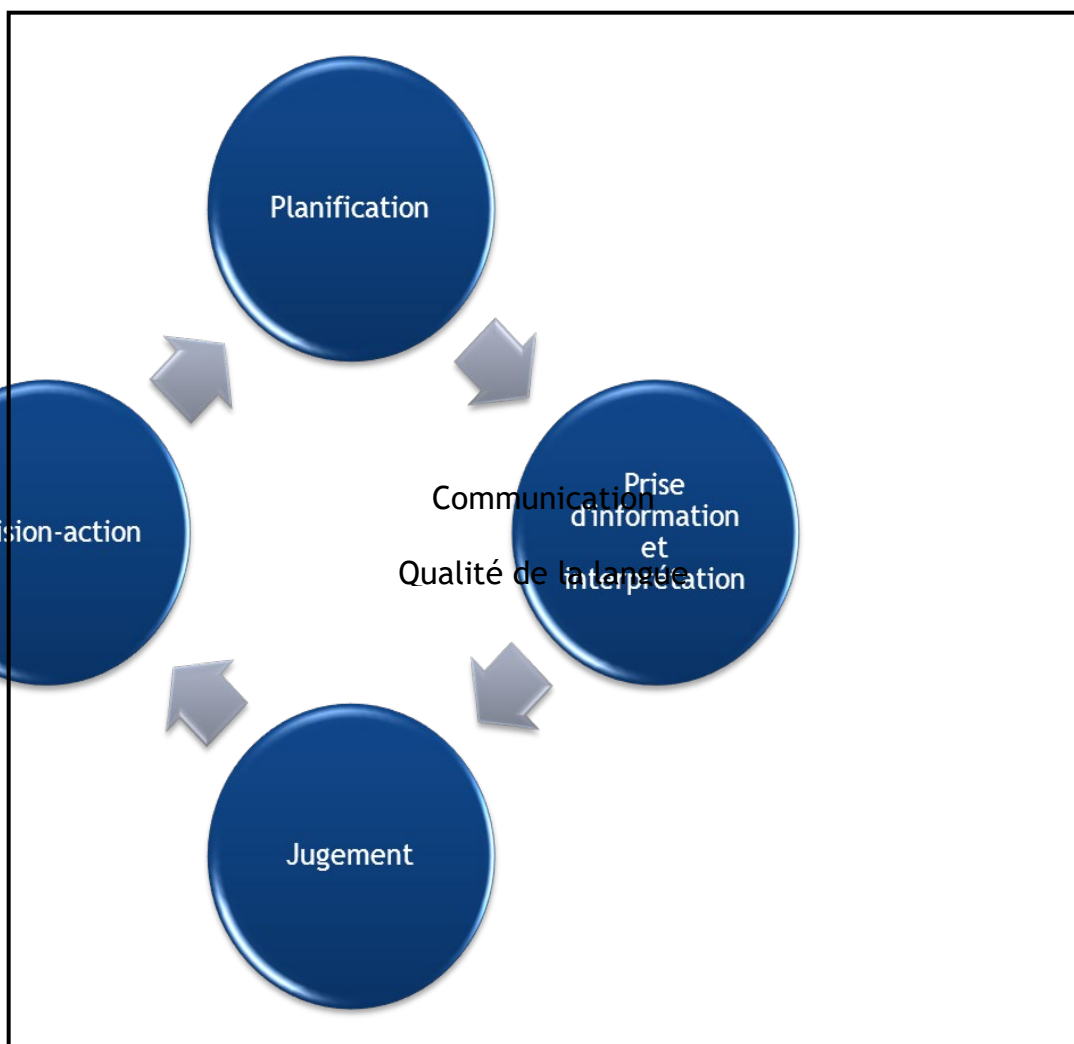 Planification
Communication
Qualité de la langue
Prise
d'information
et
interprétation
ision-action
Jugement